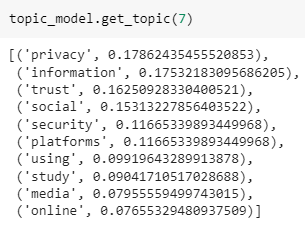 topic_model.get_topic(7)
[('privacy', 0.17862435455520853),
('information', 0.17532183095686205),
('trust', 0.16250928330400521),
('social', 0.15313227856403522),
('security', 0.11665339893449968),
('platforms', 0.11665339893449968),
('using', 0.09919643289913878),
('study', 0.09041710517028688),
('media', 0.07955559499743015),
('online', 0.07655329480937509)]